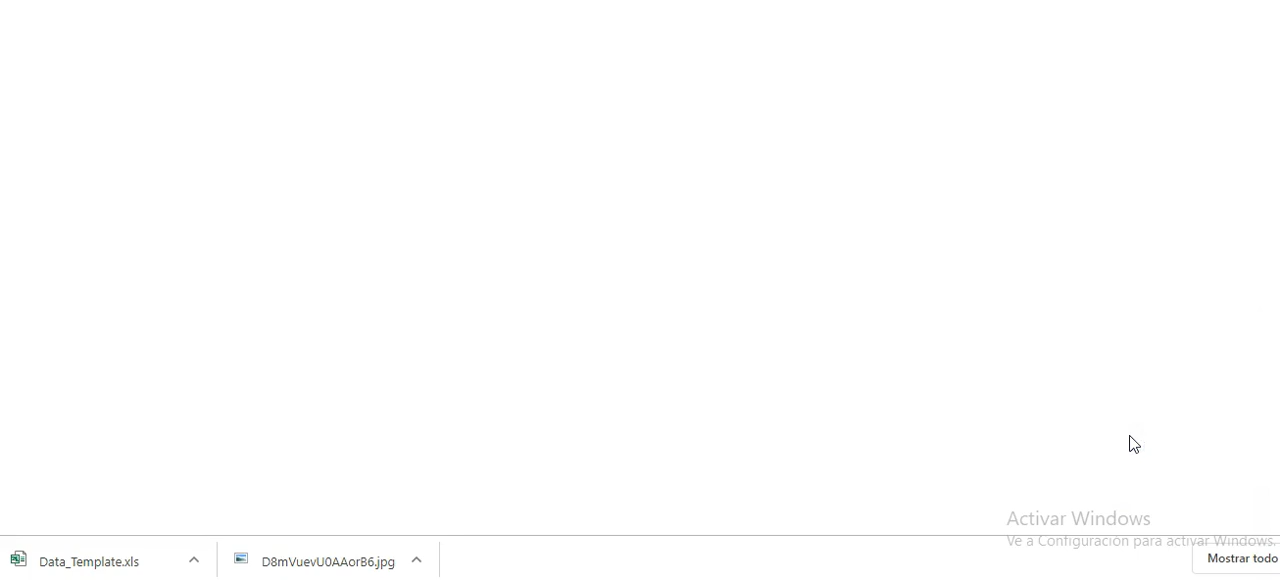 Activar Windows
Ve a Configuración para activar Windows.
Data_Template.xls
D8mVuevU0AAorB6.jpg
Mostrar todo